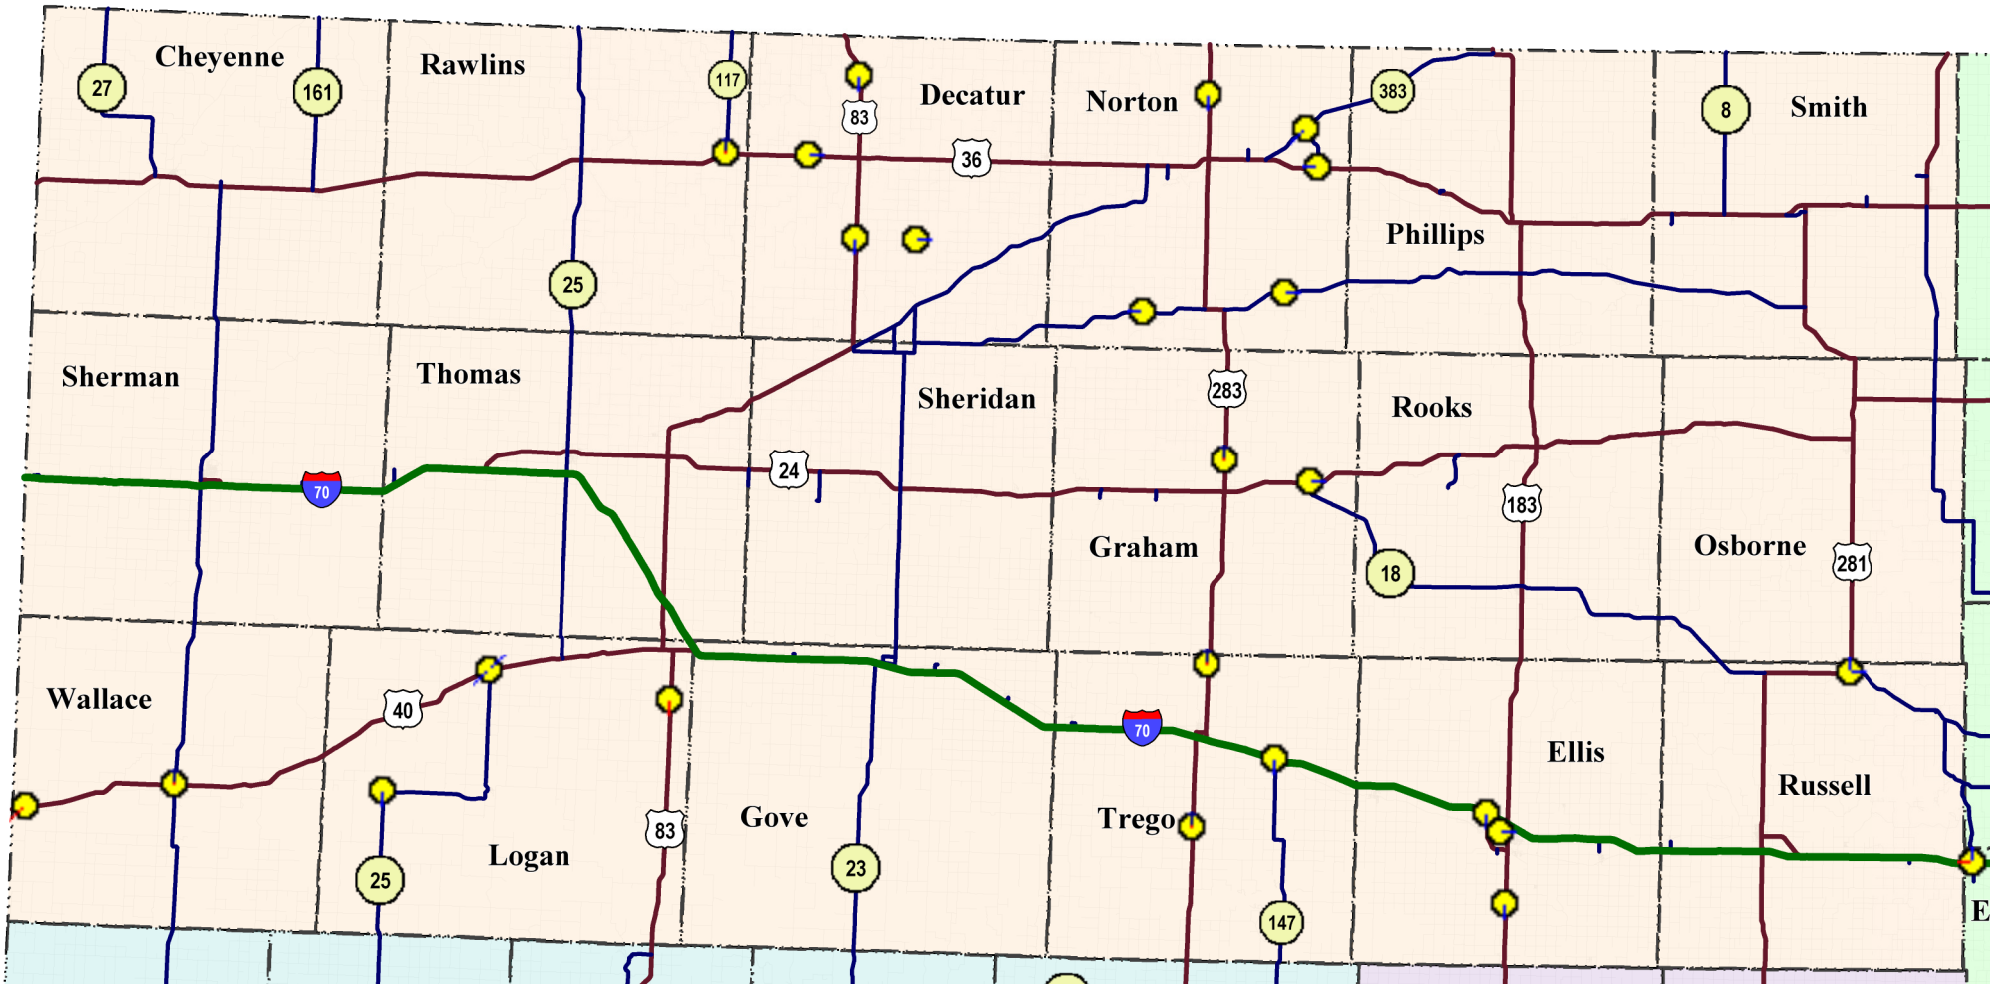 Cheyenne
Rawlins
Decatur
Norton
Smith
27
161
117
83
36
383
8
25
Phillips
Sherman
Thomas
Sheridan
Rooks
283
70
24
183
Graham
Osborne
18
281
Wallace
40
70
Ellis
Russell
Gove
Trego
83
Logan
25
23
147
E